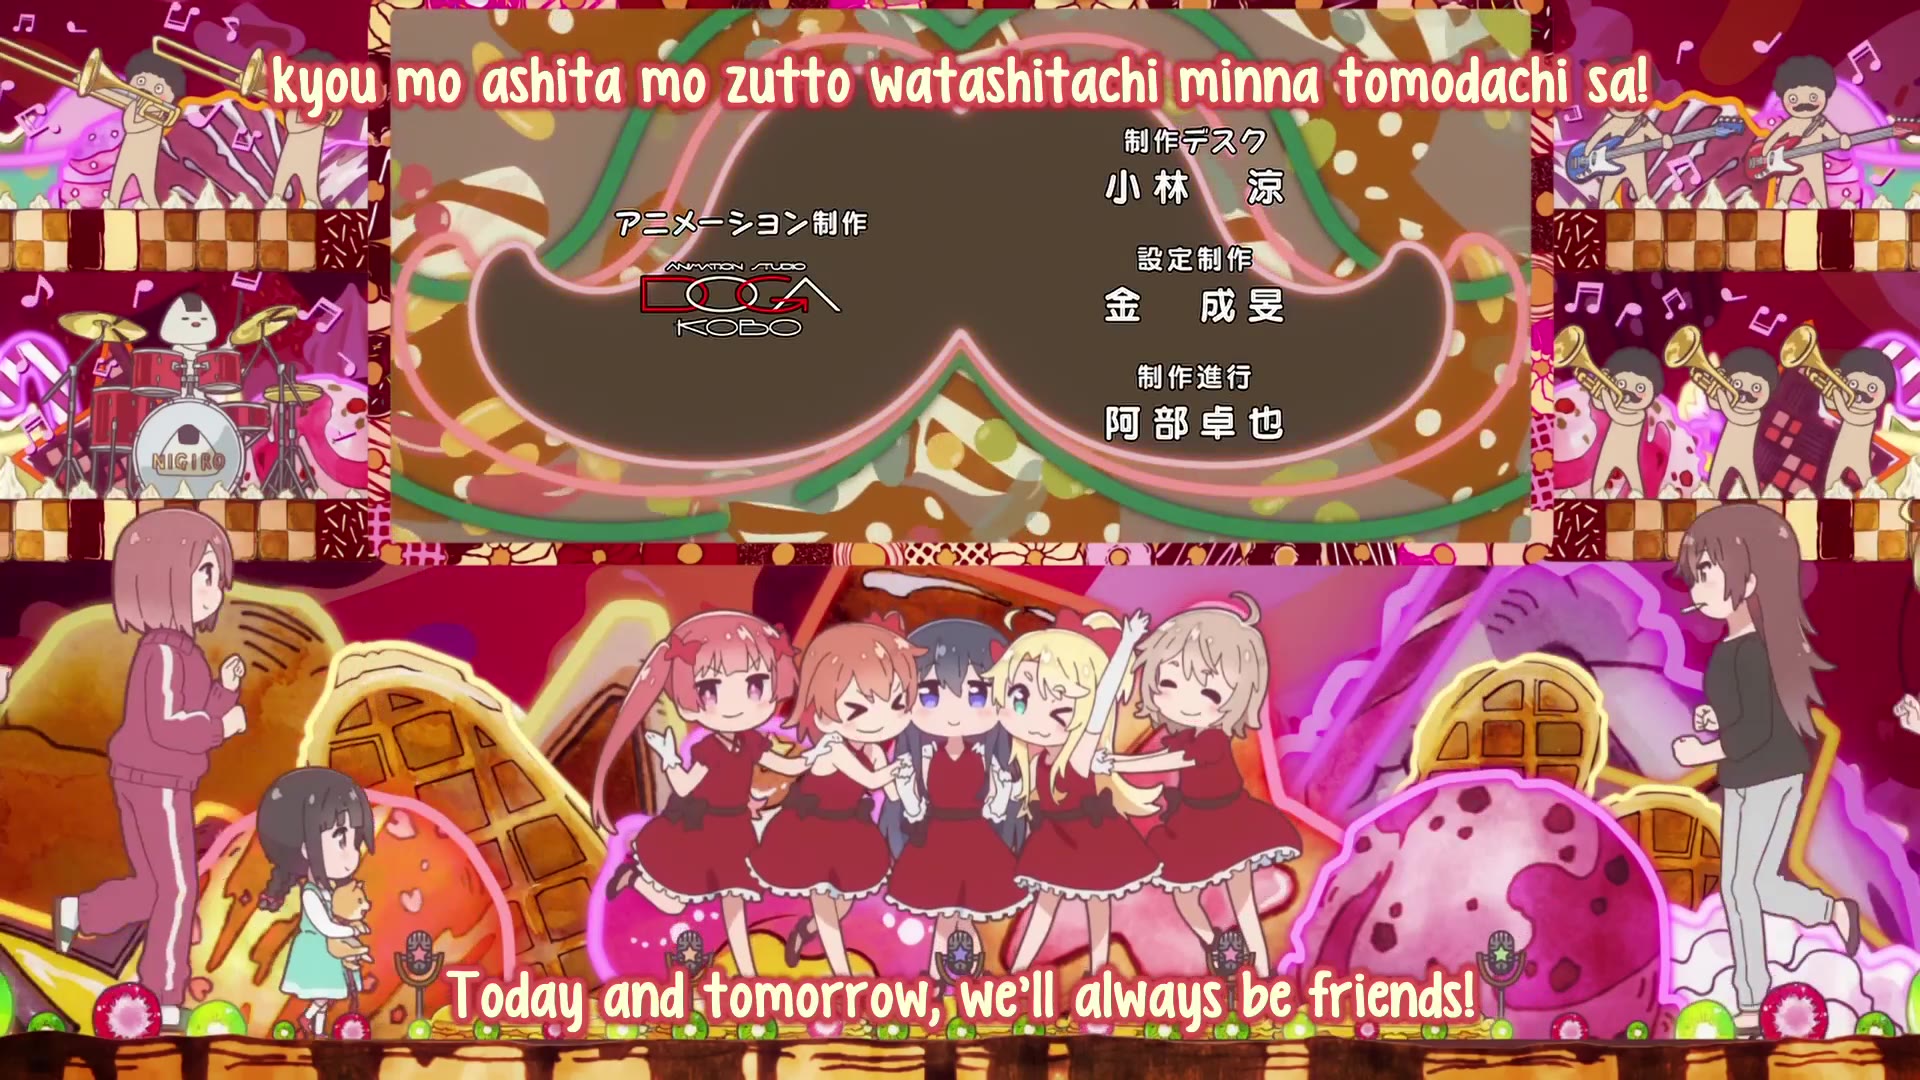 kyou mo ashita mo zutto watashitachi minna tomodachi sa!
アニメーション制作
ANIMATION STUDIO
DOGA
KOBO
制作デスク
小林 涼
設定制作
金 成旻
制作進行
阿部卓也
NIGIRO
Today and tomorrow, we'll always be friends!